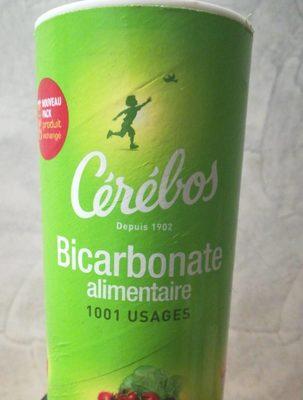 NOUVEAU
PACK
produit
inchangé
Cérébos
Depuis 1902
Bicarbonate
alimentaire
1001 USAGES